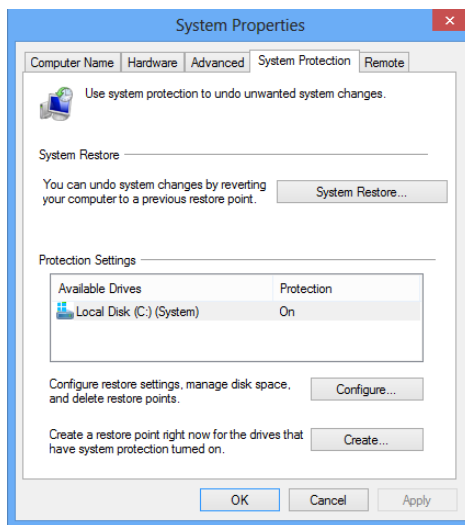 System Properties
Computer Name Hardware Advanced System Protection Remote
Use system protection to undo unwanted system changes.
System Restore
You can undo system changes by reverting
your computer to a previous restore point.
System Restore...
Protection Settings
Available Drives Protection
Local Disk (C:) (System) On
Configure restore settings, manage disk space,
and delete restore points.
Configure...
Create a restore point right now for the drives that
have system protection turned on.
Create...
OK Cancel Apply